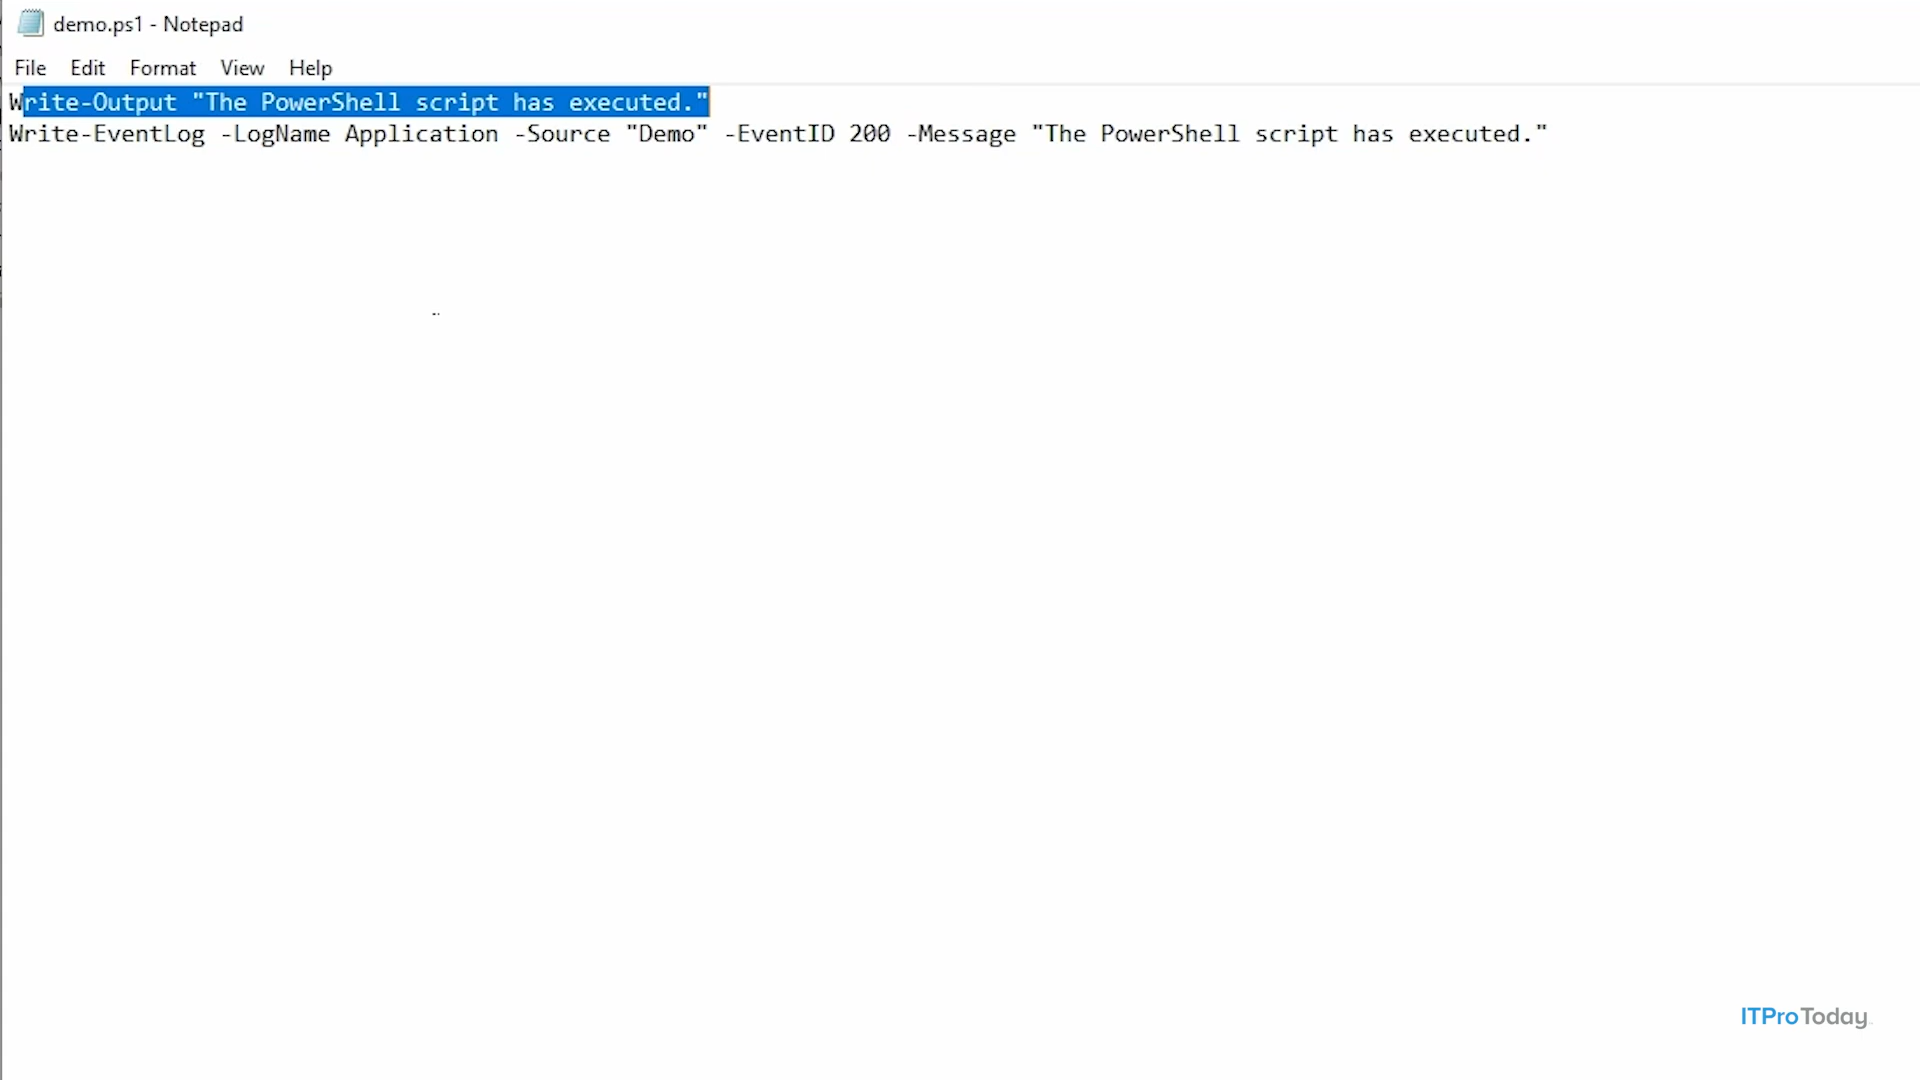 demo.ps1 - Notepad
File Edit Format View Help
Write-Output "The PowerShell script has executed."
Write-EventLog -LogName Application -Source "Demo" -EventID 200 -Message "The PowerShell script has executed."
ITProToday